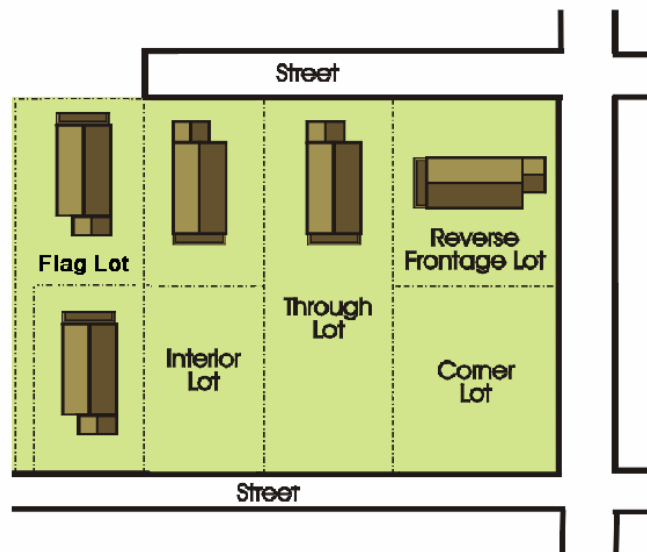 Street
Flag Lot
Reverse
Frontage Lot
Through
Lot
Interior
Lot
Corner
Lot
Street